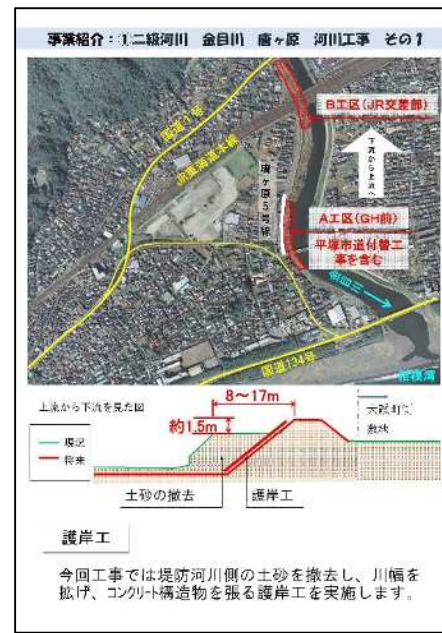 事業紹介:①二級河川 金目川 唐ヶ原 河川工事 その1
国道1号
JR東海道本線
唐ヶ原5号線
B工区(JR交差部)
下流から上流へ
A工区(GH前)
平塚市道付替工
事を含む
金目川
国道134号
相模湾
上流から下流を見た図
8~17m
約1.5m
大磯町側
敷地
現況
将来
土砂の撤去
護岸工
護岸工
今回工事では堤防河川側の土砂を撤去し、川幅を
拡げ、コンクリート構造物を張る護岸工を実施します。